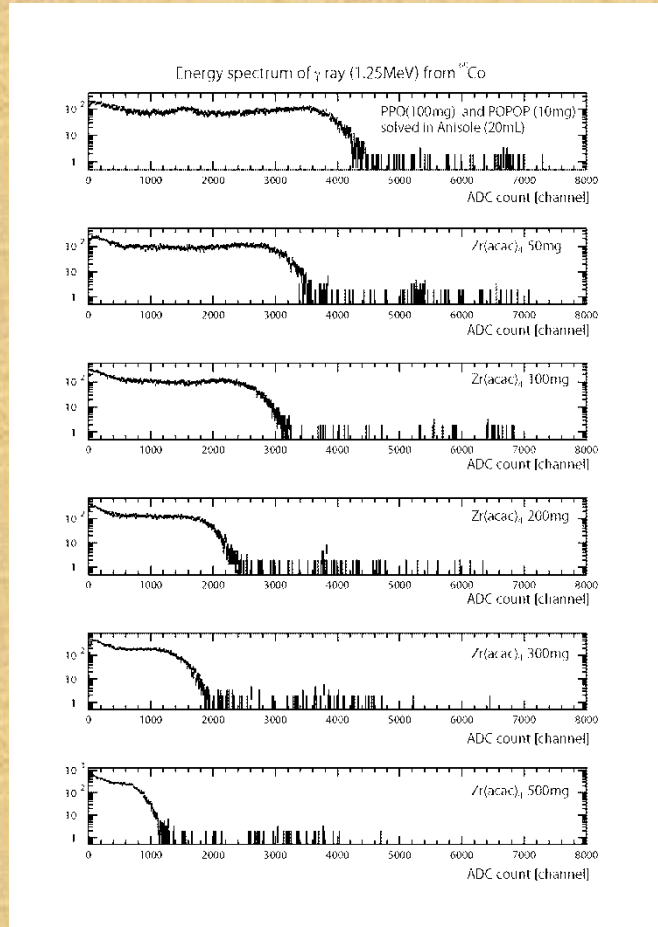 Energy spectrum of γ ray (1.25MeV) from ⁶⁰Co
PPO(100mg) and POPOP (10mg)
solved in Anisole (20mL)
10²
10
1
0 1000 2000 3000 4000 5000 6000 7000 8000
ADC count [channel]
Zr(acac)₄ 50mg
10²
10
1
0 1000 2000 3000 4000 5000 6000 7000 8000
ADC count [channel]
Zr(acac)₄ 100mg
10²
10
1
0 1000 2000 3000 4000 5000 6000 7000 8000
ADC count [channel]
Zr(acac)₄ 200mg
10²
10
1
0 1000 2000 3000 4000 5000 6000 7000 8000
ADC count [channel]
Zr(acac)₄ 300mg
10²
10
1
0 1000 2000 3000 4000 5000 6000 7000 8000
ADC count [channel]
10³
Zr(acac)₄ 500mg
10²
10
1
0 1000 2000 3000 4000 5000 6000 7000 8000
ADC count [channel]